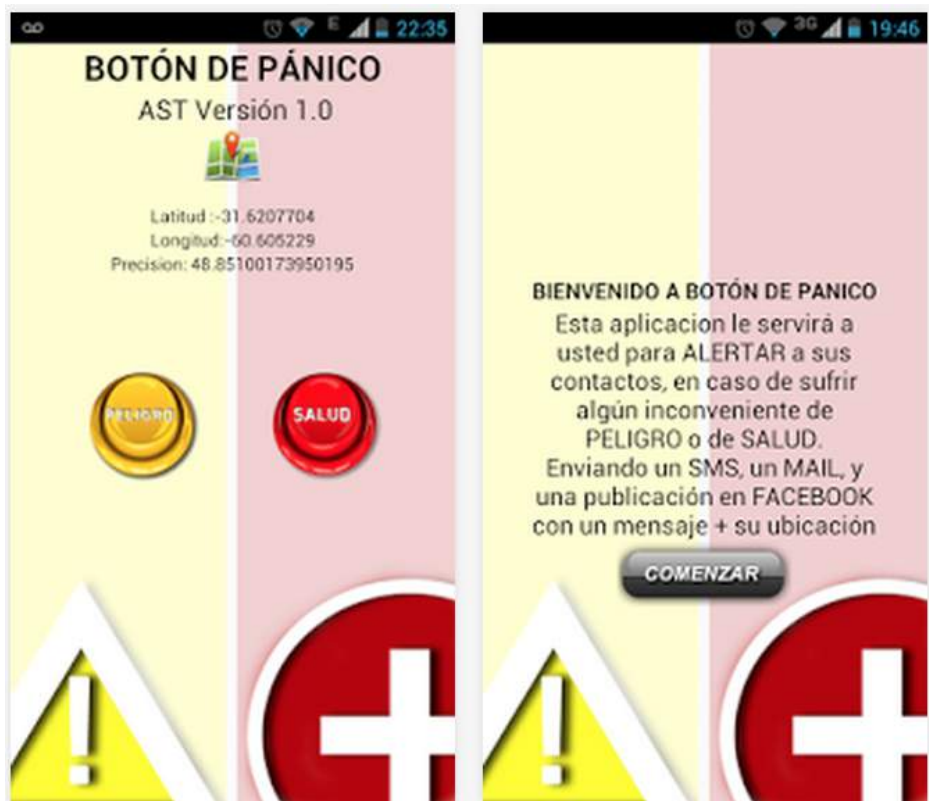 E
22:35
BOTÓN DE PÁNICO
AST Versión 1.0
Latitud :-31.6207704
Longitud:-60.605229
Precision: 48.85100173950195
PELIGRO
SALUD
3G
19:46
BIENVENIDO A BOTÓN DE PANICO
Esta aplicacion le servirá a
usted para ALERTAR a sus
contactos, en caso de sufrir
algún inconveniente de
PELIGRO o de SALUD.
Enviando un SMS, un MAIL, y
una publicación en FACEBOOK
con un mensaje + su ubicación
COMENZAR